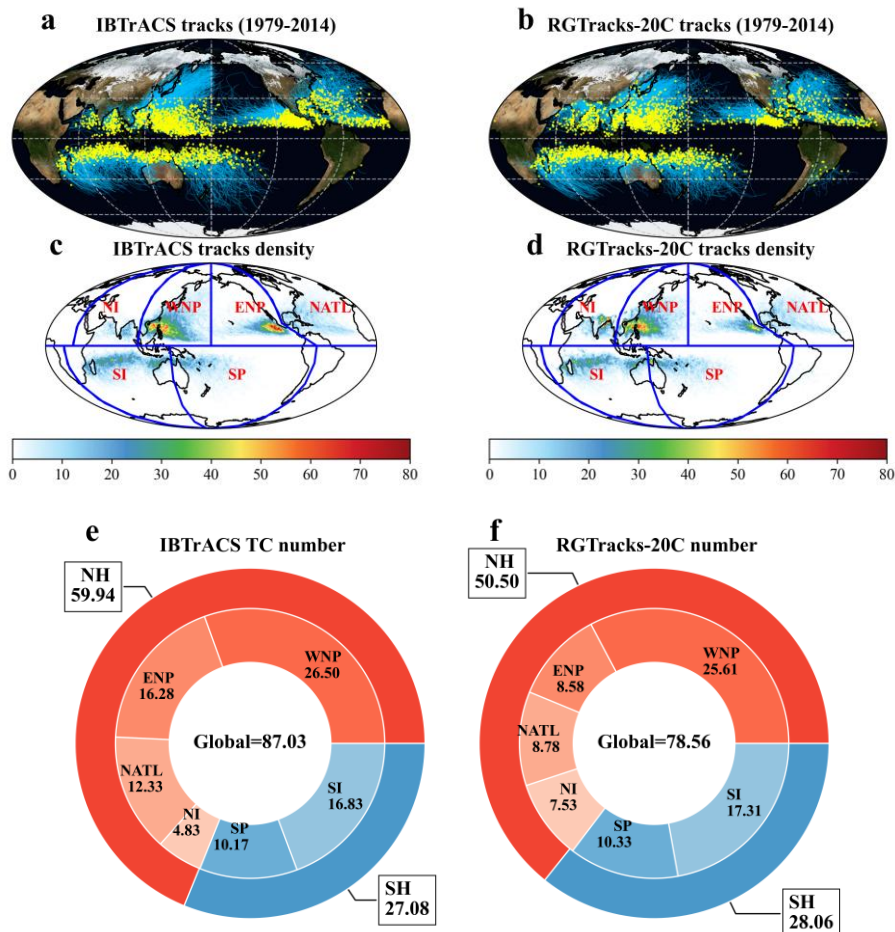 a
IBTrACS tracks (1979-2014)
b
RGTracks-20C tracks (1979-2014)
c
IBTrACS tracks density
d
RGTracks-20C tracks density
NI
WNP
ENP
NATL
SI
SP
NI
WNP
ENP
NATL
SI
SP
0 10 20 30 40 50 60 70 80
0 10 20 30 40 50 60 70 80
e
IBTrACS TC number
NH
59.94
WNP
26.50
ENP
16.28
Global=87.03
NATL
12.33
NI
4.83
SP
10.17
SI
16.83
SH
27.08
f
RGTracks-20C number
NH
50.50
WNP
25.61
ENP
8.58
NATL
8.78
Global=78.56
NI
7.53
SP
10.33
SI
17.31
SH
28.06